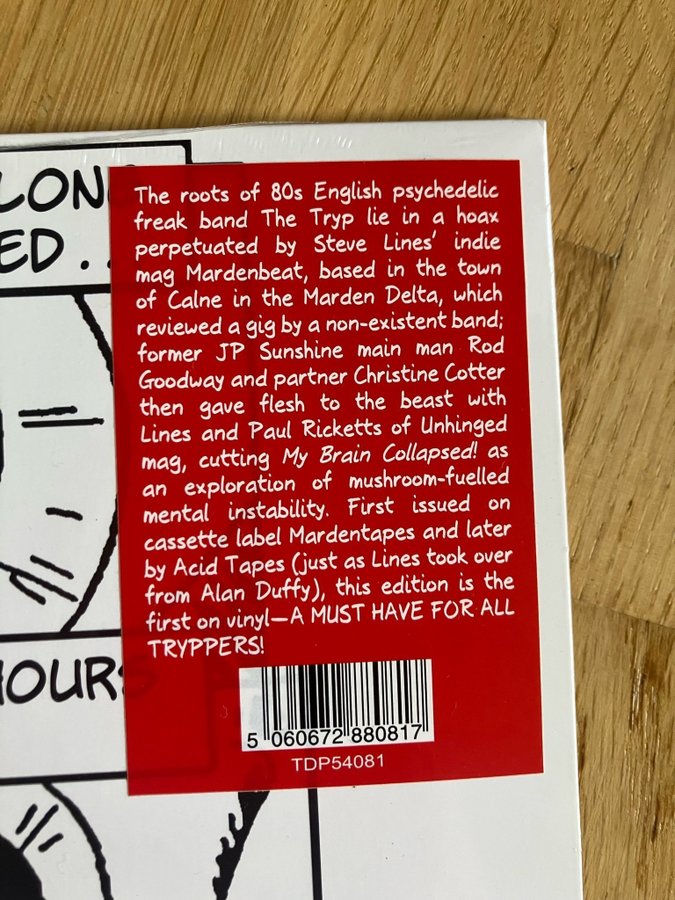 LONG
ED...
The roots of 80s English psychedelic
freak band The Tryp lie in a hoax
perpetuated by Steve Lines' indie
mag Mardenbeat, based in the town
of Calne in the Marden Delta, which
reviewed a gig by a non-existent band;
former JP Sunshine main man Rod
Goodway and partner Christine Cotter
then gave flesh to the beast with
Lines and Paul Ricketts of Unhinged
mag, cutting My Brain Collapsed! as
an exploration of mushroom-fuelled
mental instability. First issued on
cassette label Mardentapes and later
by Acid Tapes (just as Lines took over
from Alan Duffy), this edition is the
first on vinyl—A MUST HAVE FOR ALL
TRYPPERS!
HOURS
5 060672 880817
TDP54081